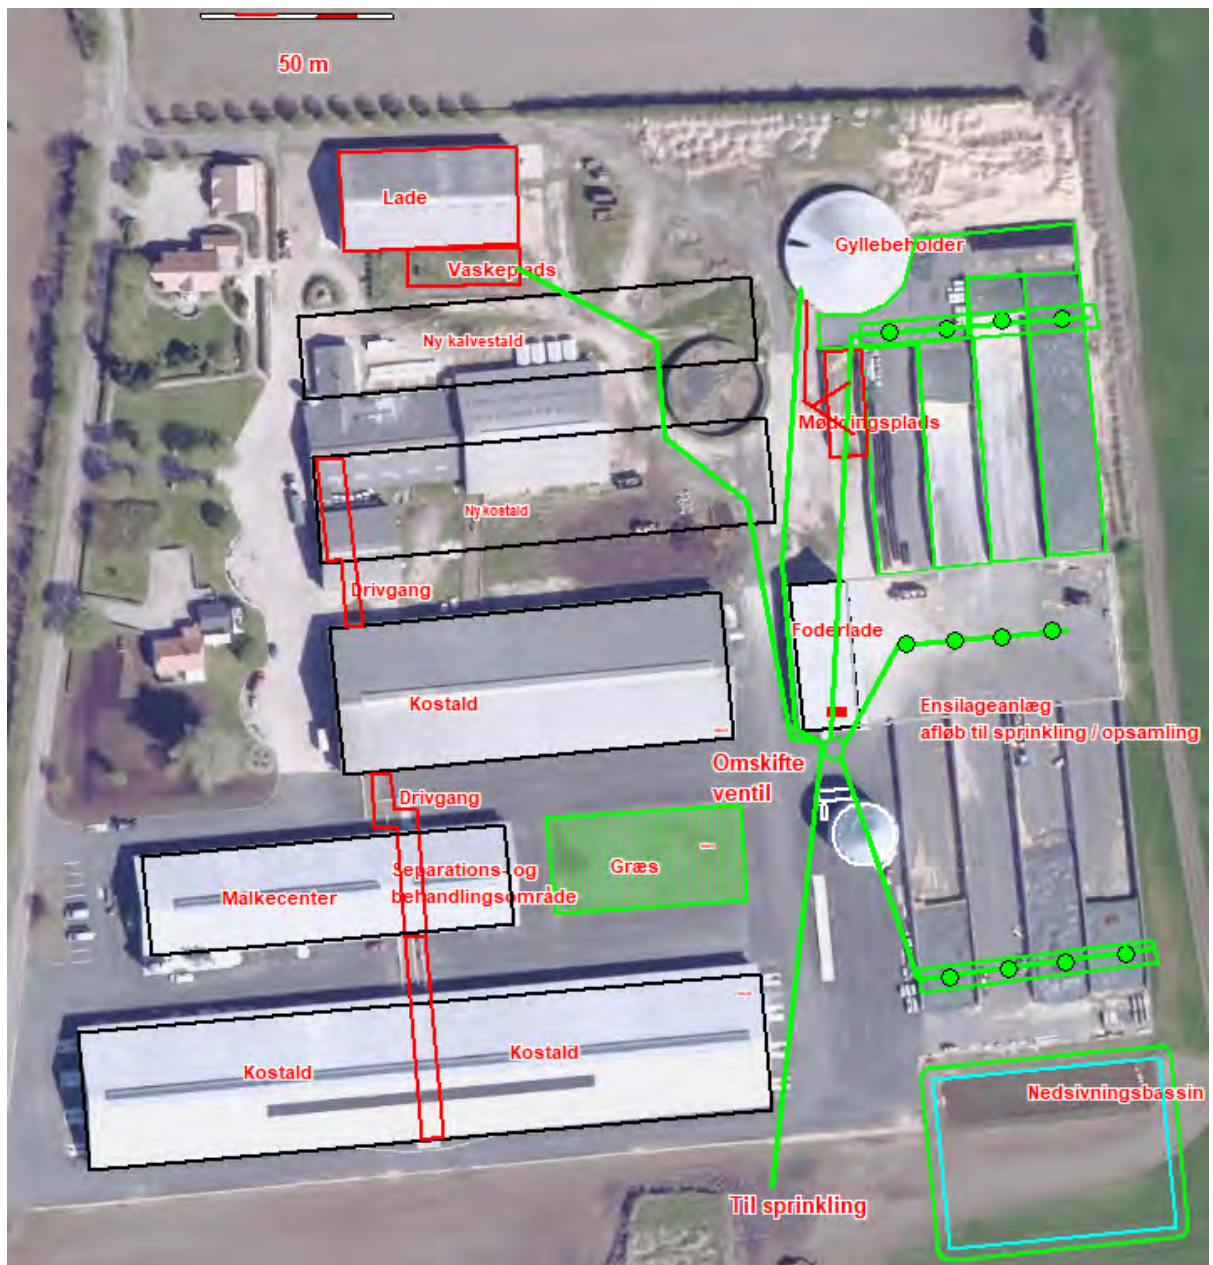 50 m
Lade
Gyllebeholder
Vaskeplads
Ny kalvestald
Mødningsplads
Ny kostald
Drivgang
Foderlade
Kostald
Ensilageanlæg
afløb til sprinkling / opsamling
Omskifte
ventil
Drivgang
Græs
Separations- og
behandlingsområde
Malkecenter
Kostald
Kostald
Nedsivningsbassin
Til sprinkling